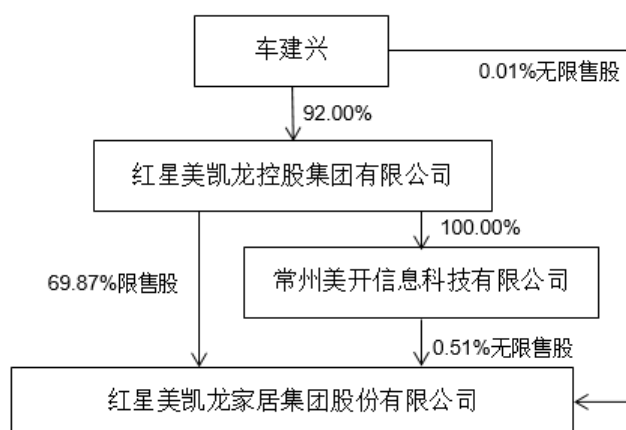 车建兴
0.01%无限售股
92.00%
红星美凯龙控股集团有限公司
100.00%
69.87%限售股
常州美开信息科技有限公司
0.51%无限售股
红星美凯龙家居集团股份有限公司